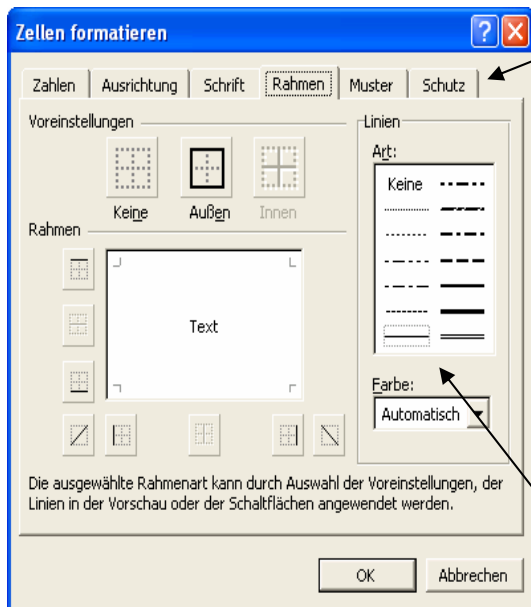 Zellen formatieren
Zahlen Ausrichtung Schrift Rahmen Muster Schutz
Voreinstellungen
Keine Außen Innen
Rahmen
Text
Linien
Art:
Keine
Farbe:
Automatisch
Die ausgewählte Rahmenart kann durch Auswahl der Voreinstellungen, der
Linien in der Vorschau oder der Schaltflächen angewendet werden.
OK Abbrechen